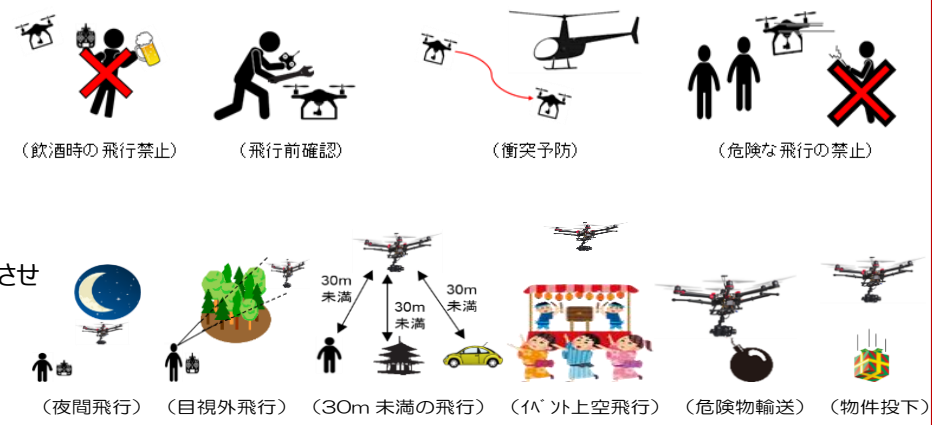 （飲酒時の飛行禁止）
（飛行前確認）
（衝突予防）
（危険な飛行の禁止）
させ
30m
未満
30m
未満
30m
未満
（夜間飛行）
（目視外飛行）
（30m 未満の飛行）
（ｲﾍﾞﾝﾄ上空飛行）
（危険物輸送）
（物件投下）